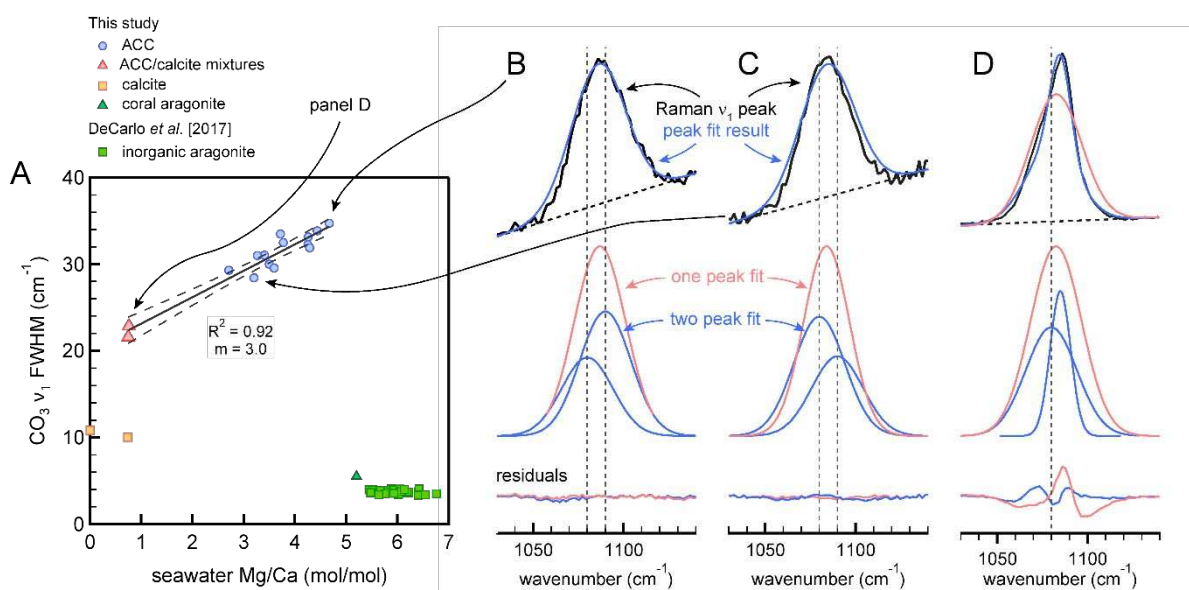 This study
ACC
ACC/calcite mixtures
calcite
coral aragonite
DeCarlo et al. [2017]
inorganic aragonite
panel D
A
CO3 ν1 FWHM (cm-1)
40
30
20
10
0
R2 = 0.92
m = 3.0
0 1 2 3 4 5 6 7
seawater Mg/Ca (mol/mol)
B
C
D
Raman ν1 peak
peak fit result
one peak fit
two peak fit
residuals
1050 1100
wavenumber (cm-1)
1050 1100
wavenumber (cm-1)
1050 1100
wavenumber (cm-1)